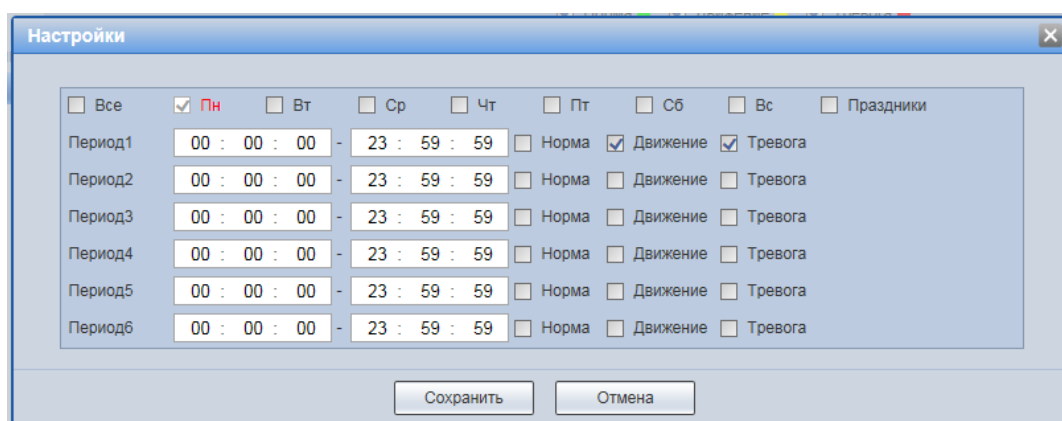 Настройки
Все Пн Вт Ср Чт Пт Сб Вс Праздники
Период1 00 : 00 : 00 - 23 : 59 : 59 Норма Движение Тревога
Период2 00 : 00 : 00 - 23 : 59 : 59 Норма Движение Тревога
Период3 00 : 00 : 00 - 23 : 59 : 59 Норма Движение Тревога
Период4 00 : 00 : 00 - 23 : 59 : 59 Норма Движение Тревога
Период5 00 : 00 : 00 - 23 : 59 : 59 Норма Движение Тревога
Период6 00 : 00 : 00 - 23 : 59 : 59 Норма Движение Тревога
Сохранить Отмена